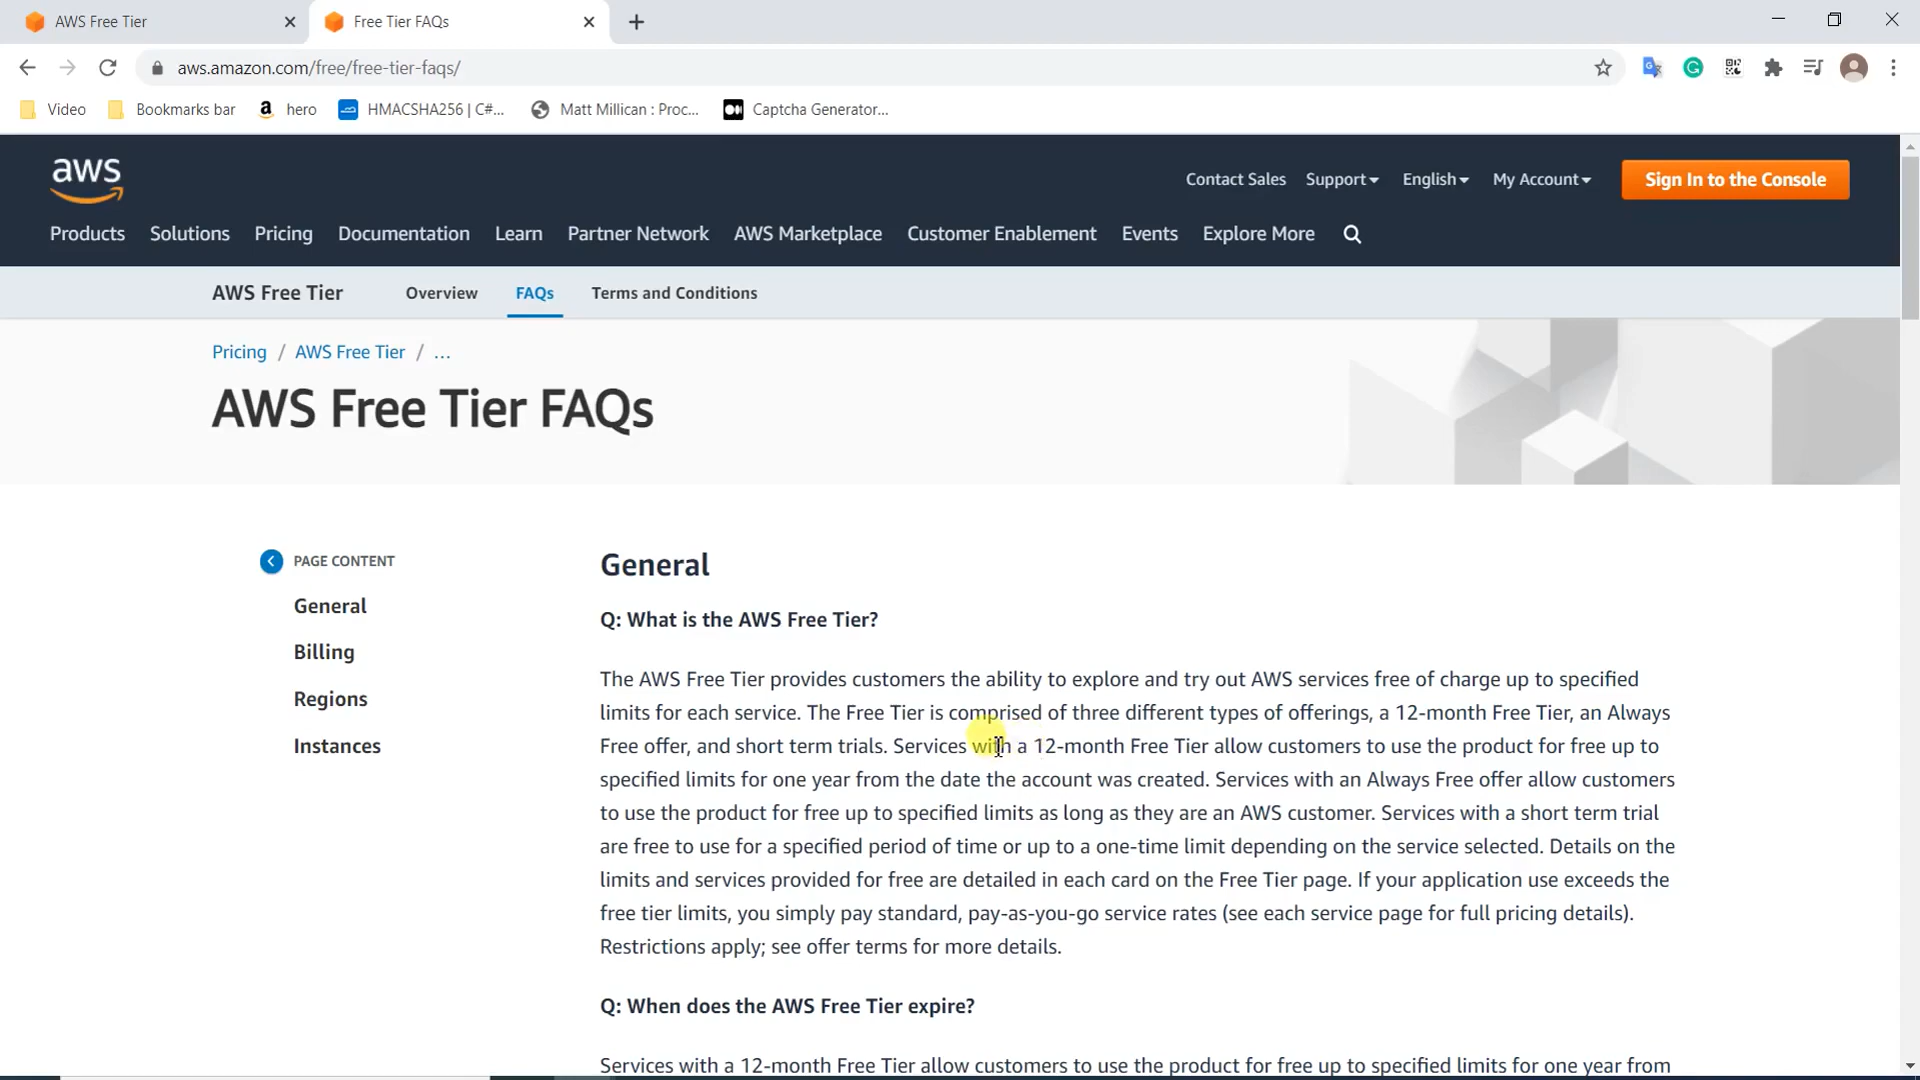 AWS Free Tier
Free Tier FAQs
aws.amazon.com/free/free-tier-faqs/
Video
Bookmarks bar
hero
HMACSHA256 | C#...
Matt Millican : Proc...
Captcha Generator...
aws
Contact Sales
Support
English
My Account
Sign In to the Console
Products
Solutions
Pricing
Documentation
Learn
Partner Network
AWS Marketplace
Customer Enablement
Events
Explore More
AWS Free Tier
Overview
FAQs
Terms and Conditions
Pricing / AWS Free Tier / ...
AWS Free Tier FAQs
PAGE CONTENT
General
Billing
Regions
Instances
General
Q: What is the AWS Free Tier?
The AWS Free Tier provides customers the ability to explore and try out AWS services free of charge up to specified
limits for each service. The Free Tier is comprised of three different types of offerings, a 12-month Free Tier, an Always
Free offer, and short term trials. Services with a 12-month Free Tier allow customers to use the product for free up to
specified limits for one year from the date the account was created. Services with an Always Free offer allow customers
to use the product for free up to specified limits as long as they are an AWS customer. Services with a short term trial
are free to use for a specified period of time or up to a one-time limit depending on the service selected. Details on the
limits and services provided for free are detailed in each card on the Free Tier page. If your application use exceeds the
free tier limits, you simply pay standard, pay-as-you-go service rates (see each service page for full pricing details).
Restrictions apply; see offer terms for more details.
Q: When does the AWS Free Tier expire?
Services with a 12-month Free Tier allow customers to use the product for free up to specified limits for one year from